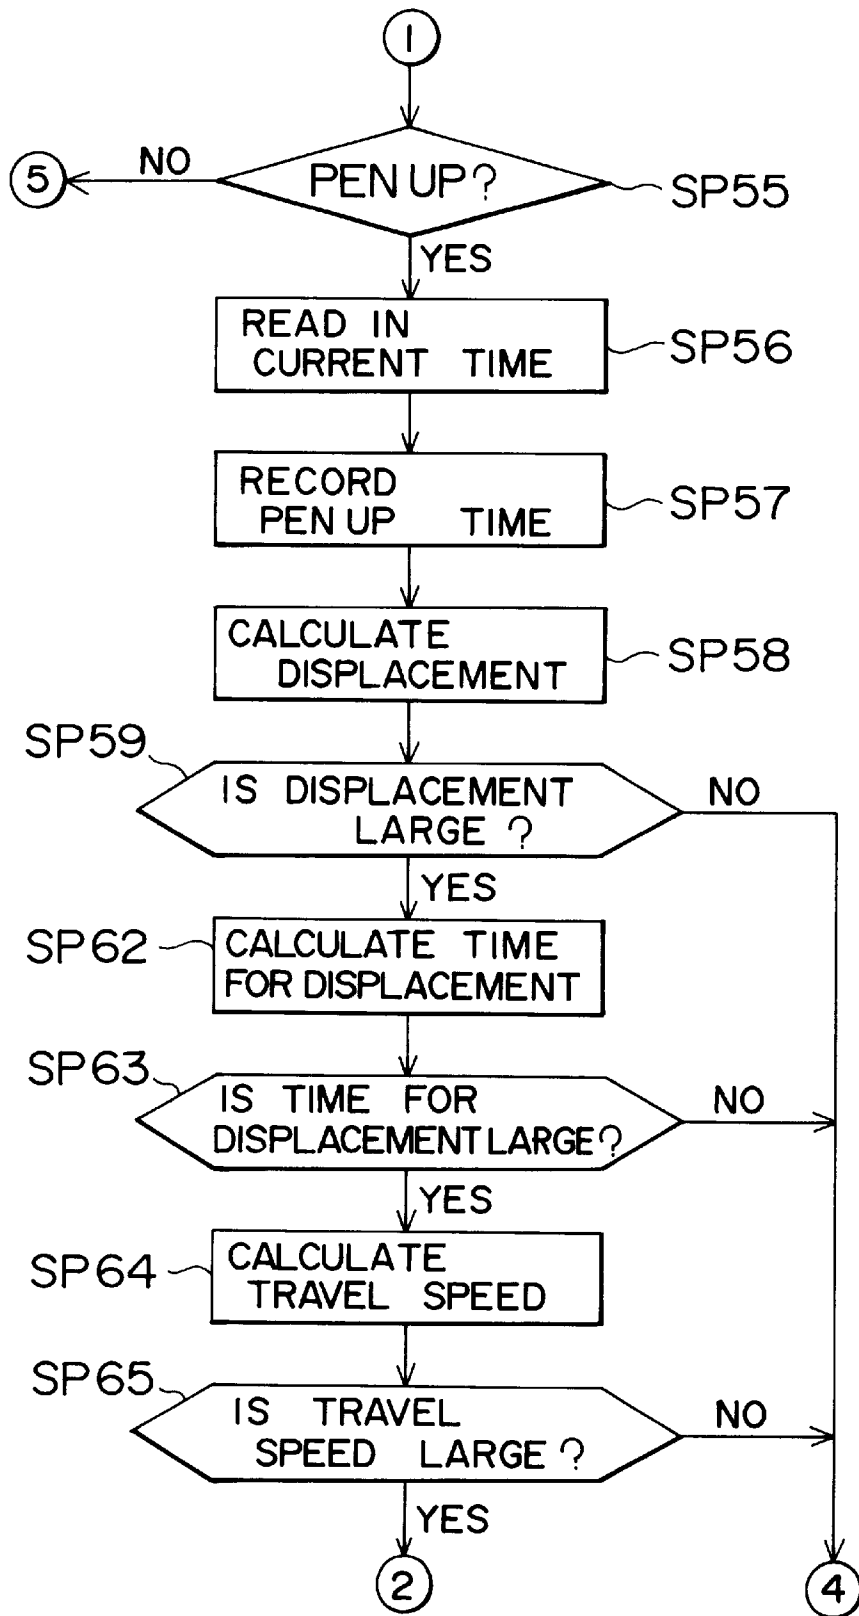 1
NO
5
PEN UP?
SP55
YES
READ IN
CURRENT TIME
SP56
RECORD
PEN UP TIME
SP57
CALCULATE
DISPLACEMENT
SP58
SP59
IS DISPLACEMENT
LARGE ?
NO
YES
SP62
CALCULATE TIME
FOR DISPLACEMENT
SP63
IS TIME FOR
DISPLACEMENT LARGE?
NO
YES
SP64
CALCULATE
TRAVEL SPEED
SP65
IS TRAVEL
SPEED LARGE ?
NO
YES
2
4